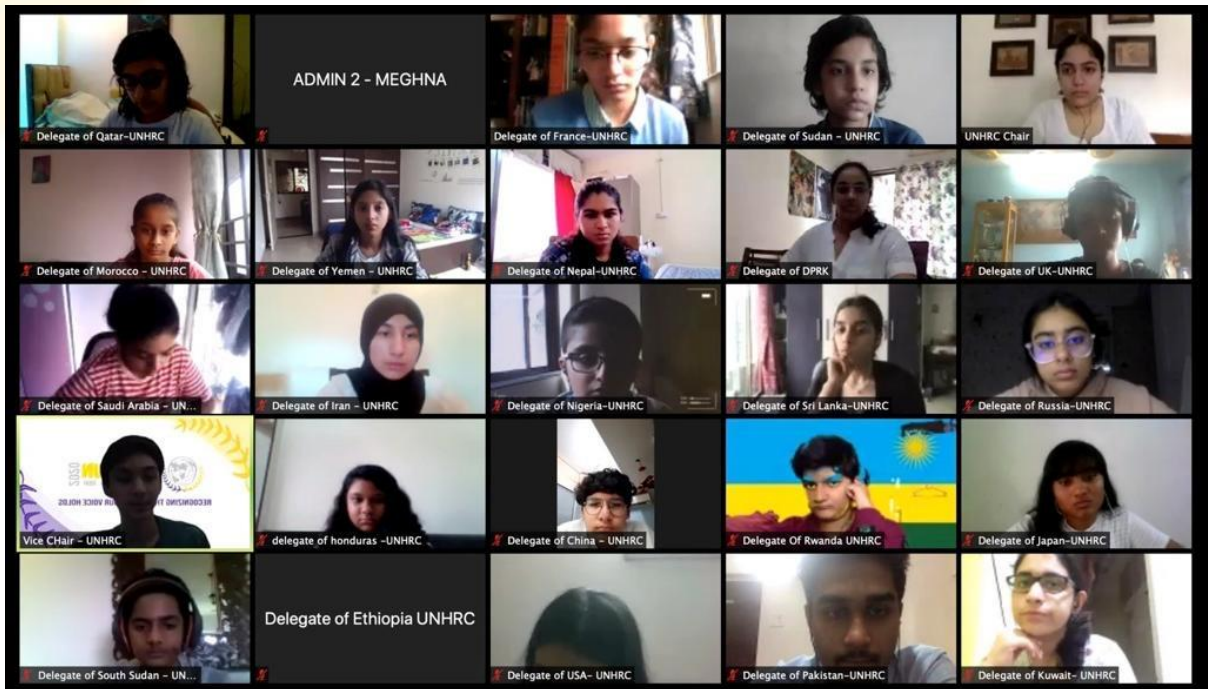 Delegate of Qatar-UNHRC
ADMIN 2 - MEGHNA
Delegate of France-UNHRC
Delegate of Sudan - UNHRC
UNHRC Chair
Delegate of Morocco - UNHRC
Delegate of Yemen - UNHRC
Delegate of Nepal-UNHRC
Delegate of DPRK
Delegate of UK-UNHRC
Delegate of Saudi Arabia - UN...
Delegate of Iran - UNHRC
Delegate of Nigeria-UNHRC
Delegate of Sri Lanka-UNHRC
Delegate of Russia-UNHRC
2020
RECOGNIZING
YOUR VOICE HOLDS
Vice CHair - UNHRC
delegate of honduras -UNHRC
Delegate of China - UNHRC
Delegate Of Rwanda UNHRC
Delegate of Japan-UNHRC
Delegate of South Sudan - UN...
Delegate of Ethiopia UNHRC
Delegate of USA- UNHRC
Delegate of Pakistan-UNHRC
Delegate of Kuwait- UNHRC